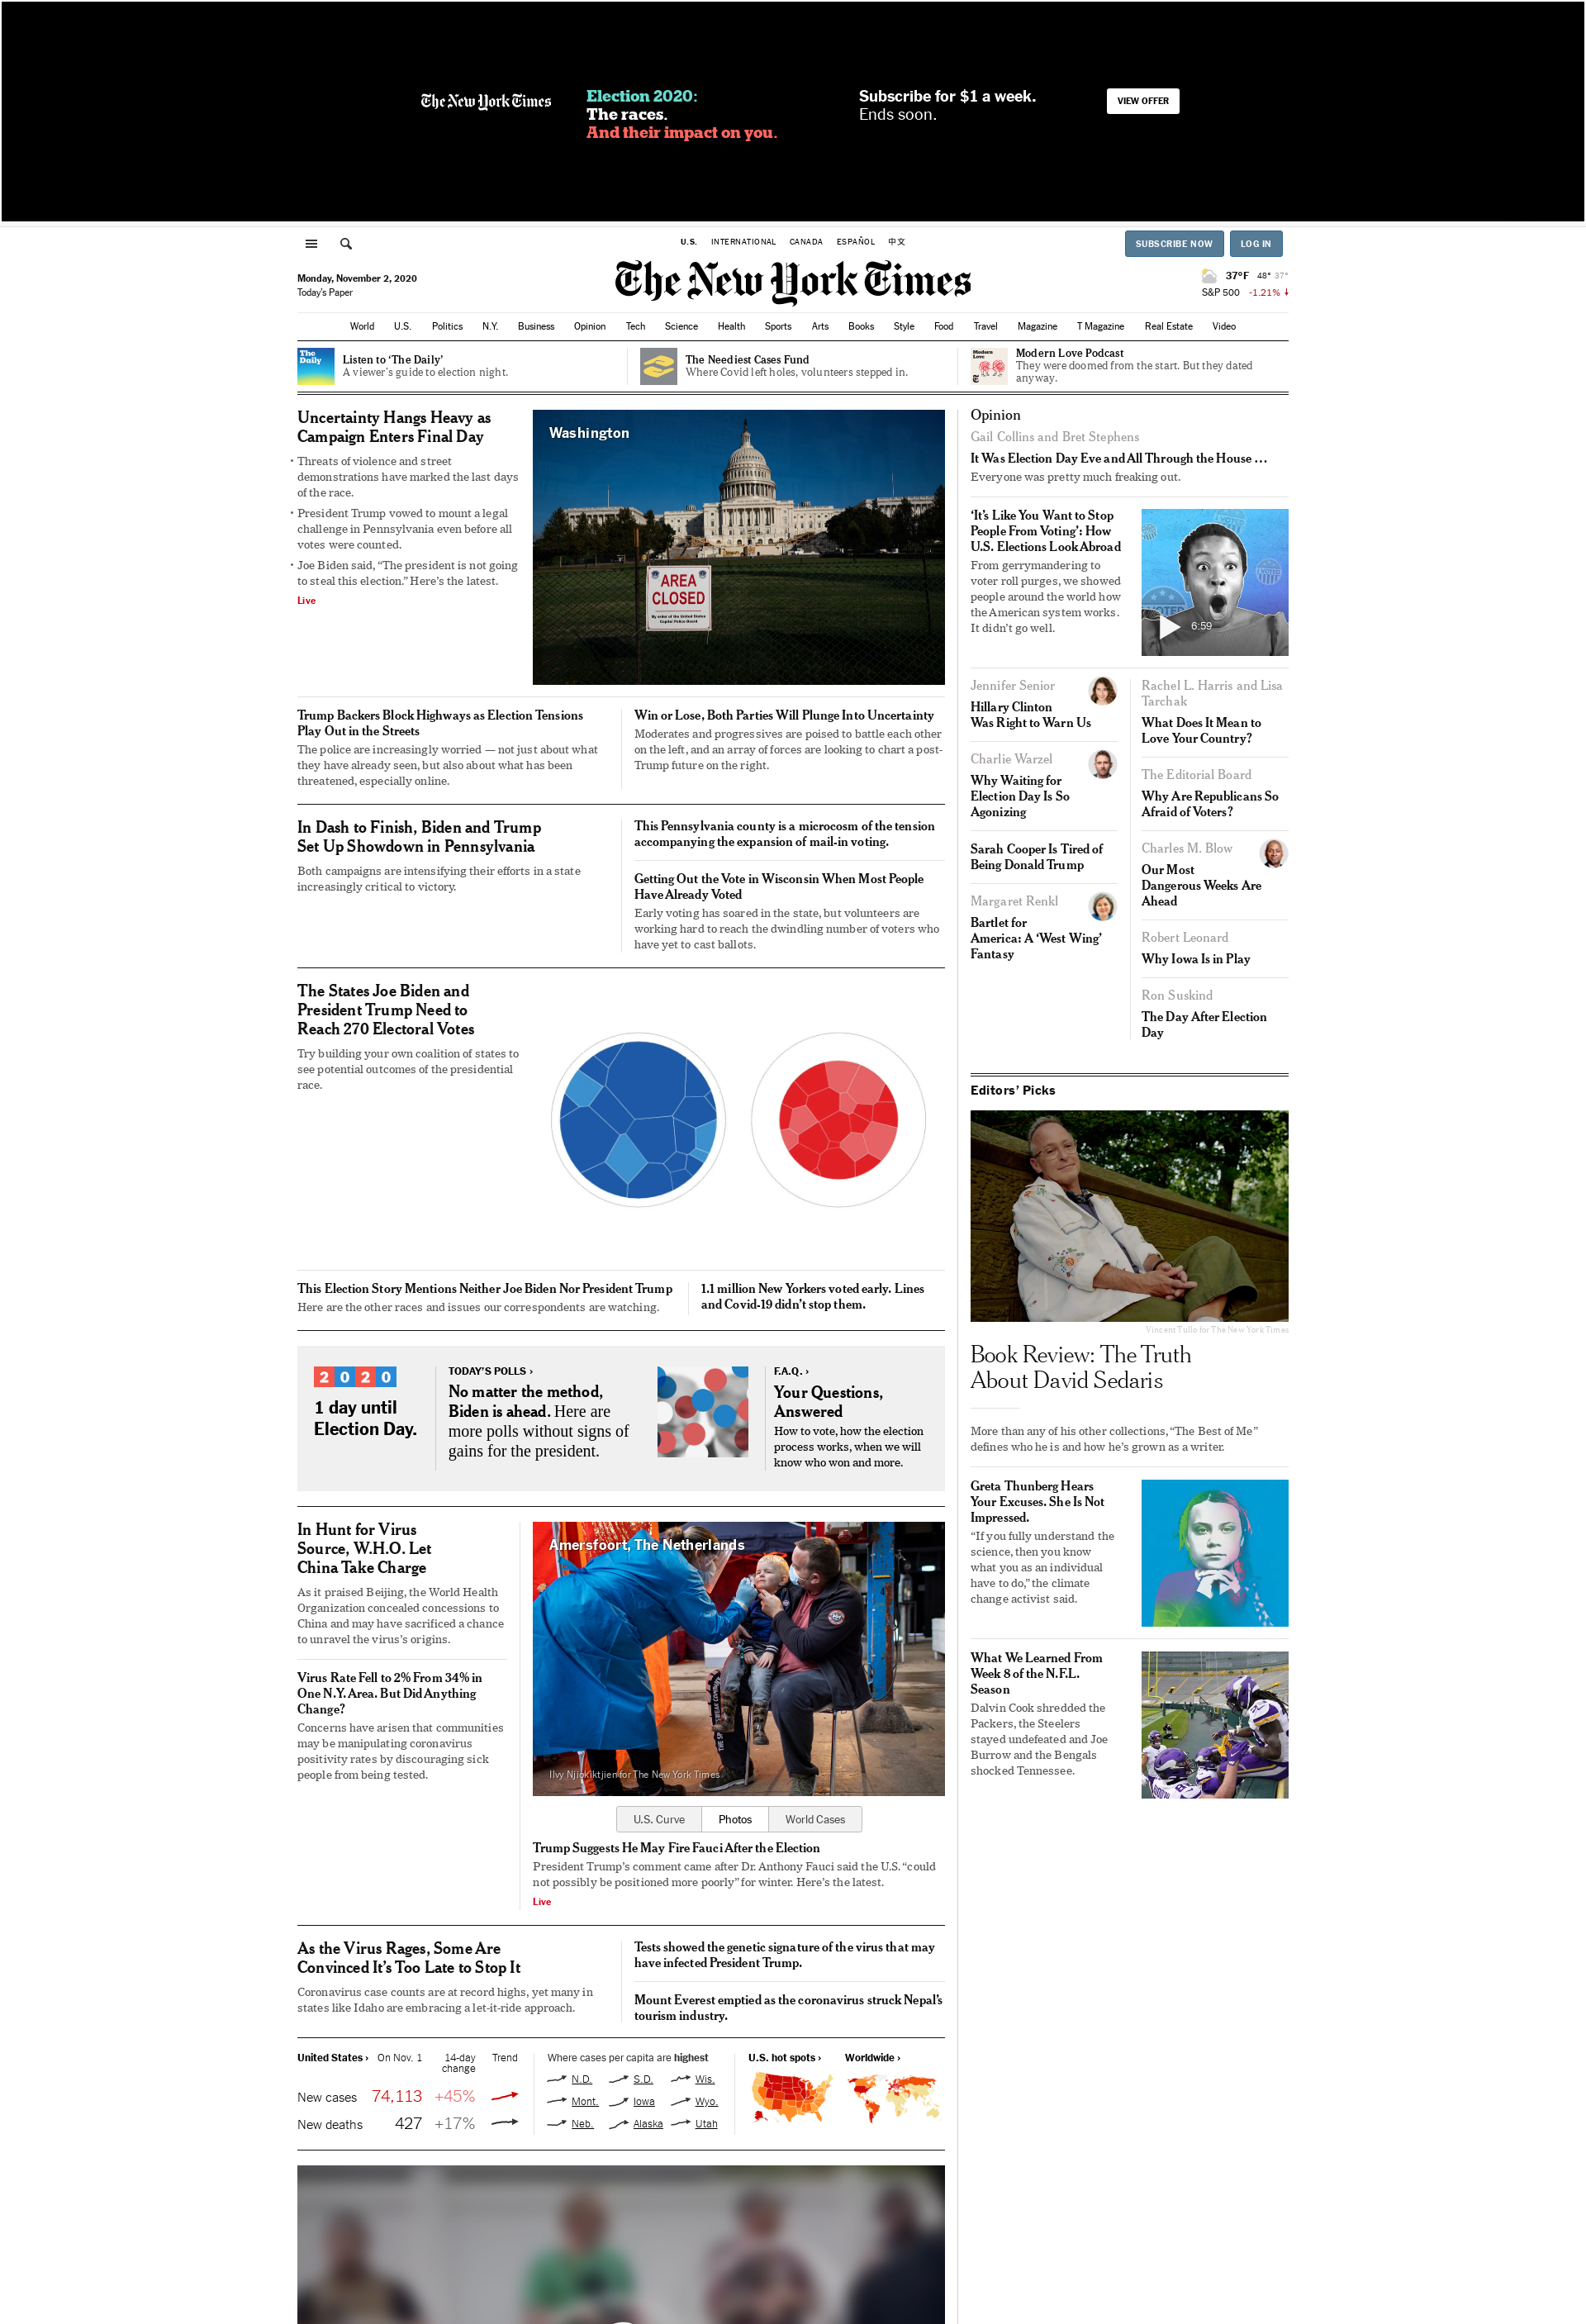 The New York Times
Election 2020:
The races.
And their impact on you.
Subscribe for $1 a week.
Ends soon.
VIEW OFFER
U.S. INTERNATIONAL CANADA ESPAÑOL 中文
SUBSCRIBE NOW LOG IN
Monday, November 2, 2020
Today's Paper
The New York Times
37°F 48° 37°
S&P 500 -1.21%
World U.S. Politics N.Y. Business Opinion Tech Science Health Sports Arts Books Style Food Travel Magazine T Magazine Real Estate Video
The
Daily
Listen to ‘The Daily’
A viewer's guide to election night.
The Neediest Cases Fund
Where Covid left holes, volunteers stepped in.
Modern
Love
Modern Love Podcast
They were doomed from the start. But they dated
anyway.
Uncertainty Hangs Heavy as
Campaign Enters Final Day
• Threats of violence and street
demonstrations have marked the last days
of the race.
• President Trump vowed to mount a legal
challenge in Pennsylvania even before all
votes were counted.
• Joe Biden said, “The president is not going
to steal this election.” Here’s the latest.
Live
Washington
AREA
CLOSED
By order of the United States
Capitol Police Board
Trump Backers Block Highways as Election Tensions
Play Out in the Streets
The police are increasingly worried — not just about what
they have already seen, but also about what has been
threatened, especially online.
Win or Lose, Both Parties Will Plunge Into Uncertainty
Moderates and progressives are poised to battle each other
on the left, and an array of forces are looking to chart a post-
Trump future on the right.
In Dash to Finish, Biden and Trump
Set Up Showdown in Pennsylvania
Both campaigns are intensifying their efforts in a state
increasingly critical to victory.
This Pennsylvania county is a microcosm of the tension
accompanying the expansion of mail-in voting.
Getting Out the Vote in Wisconsin When Most People
Have Already Voted
Early voting has soared in the state, but volunteers are
working hard to reach the dwindling number of voters who
have yet to cast ballots.
The States Joe Biden and
President Trump Need to
Reach 270 Electoral Votes
Try building your own coalition of states to
see potential outcomes of the presidential
race.
This Election Story Mentions Neither Joe Biden Nor President Trump
Here are the other races and issues our correspondents are watching.
1.1 million New Yorkers voted early. Lines
and Covid-19 didn’t stop them.
2020
1 day until
Election Day.
TODAY’S POLLS ›
No matter the method,
Biden is ahead. Here are
more polls without signs of
gains for the president.
F.A.Q. ›
Your Questions,
Answered
How to vote, how the election
process works, when we will
know who won and more.
In Hunt for Virus
Source, W.H.O. Let
China Take Charge
As it praised Beijing, the World Health
Organization concealed concessions to
China and may have sacrificed a chance
to unravel the virus’s origins.
Virus Rate Fell to 2% From 34% in
One N.Y. Area. But Did Anything
Change?
Concerns have arisen that communities
may be manipulating coronavirus
positivity rates by discouraging sick
people from being tested.
Amersfoort, The Netherlands
Ilvy Njiokiktjien for The New York Times
U.S. Curve Photos World Cases
Trump Suggests He May Fire Fauci After the Election
President Trump’s comment came after Dr. Anthony Fauci said the U.S. “could
not possibly be positioned more poorly” for winter. Here’s the latest.
Live
As the Virus Rages, Some Are
Convinced It’s Too Late to Stop It
Coronavirus case counts are at record highs, yet many in
states like Idaho are embracing a let-it-ride approach.
Tests showed the genetic signature of the virus that may
have infected President Trump.
Mount Everest emptied as the coronavirus struck Nepal’s
tourism industry.
United States › On Nov. 1 14-day
change Trend
New cases 74,113 +45%
New deaths 427 +17%
Where cases per capita are highest
N.D. S.D. Wis.
Mont. Iowa Wyo.
Neb. Alaska Utah
U.S. hot spots › Worldwide ›
Opinion
Gail Collins and Bret Stephens
It Was Election Day Eve and All Through the House …
Everyone was pretty much freaking out.
‘It’s Like You Want to Stop
People From Voting’: How
U.S. Elections Look Abroad
From gerrymandering to
voter roll purges, we showed
people around the world how
the American system works.
It didn’t go well.
VOTED
6:59
Jennifer Senior
Hillary Clinton
Was Right to Warn Us
Charlie Warzel
Why Waiting for
Election Day Is So
Agonizing
Sarah Cooper Is Tired of
Being Donald Trump
Margaret Renkl
Bartlet for
America: A ‘West Wing’
Fantasy
Rachel L. Harris and Lisa
Tarchak
What Does It Mean to
Love Your Country?
The Editorial Board
Why Are Republicans So
Afraid of Voters?
Charles M. Blow
Our Most
Dangerous Weeks Are
Ahead
Robert Leonard
Why Iowa Is in Play
Ron Suskind
The Day After Election
Day
Editors’ Picks
Vincent Tullo for The New York Times
Book Review: The Truth
About David Sedaris
More than any of his other collections, “The Best of Me”
defines who he is and how he’s grown as a writer.
Greta Thunberg Hears
Your Excuses. She Is Not
Impressed.
“If you fully understand the
science, then you know
what you as an individual
have to do,” the climate
change activist said.
What We Learned From
Week 8 of the N.F.L.
Season
Dalvin Cook shredded the
Packers, the Steelers
stayed undefeated and Joe
Burrow and the Bengals
shocked Tennessee.